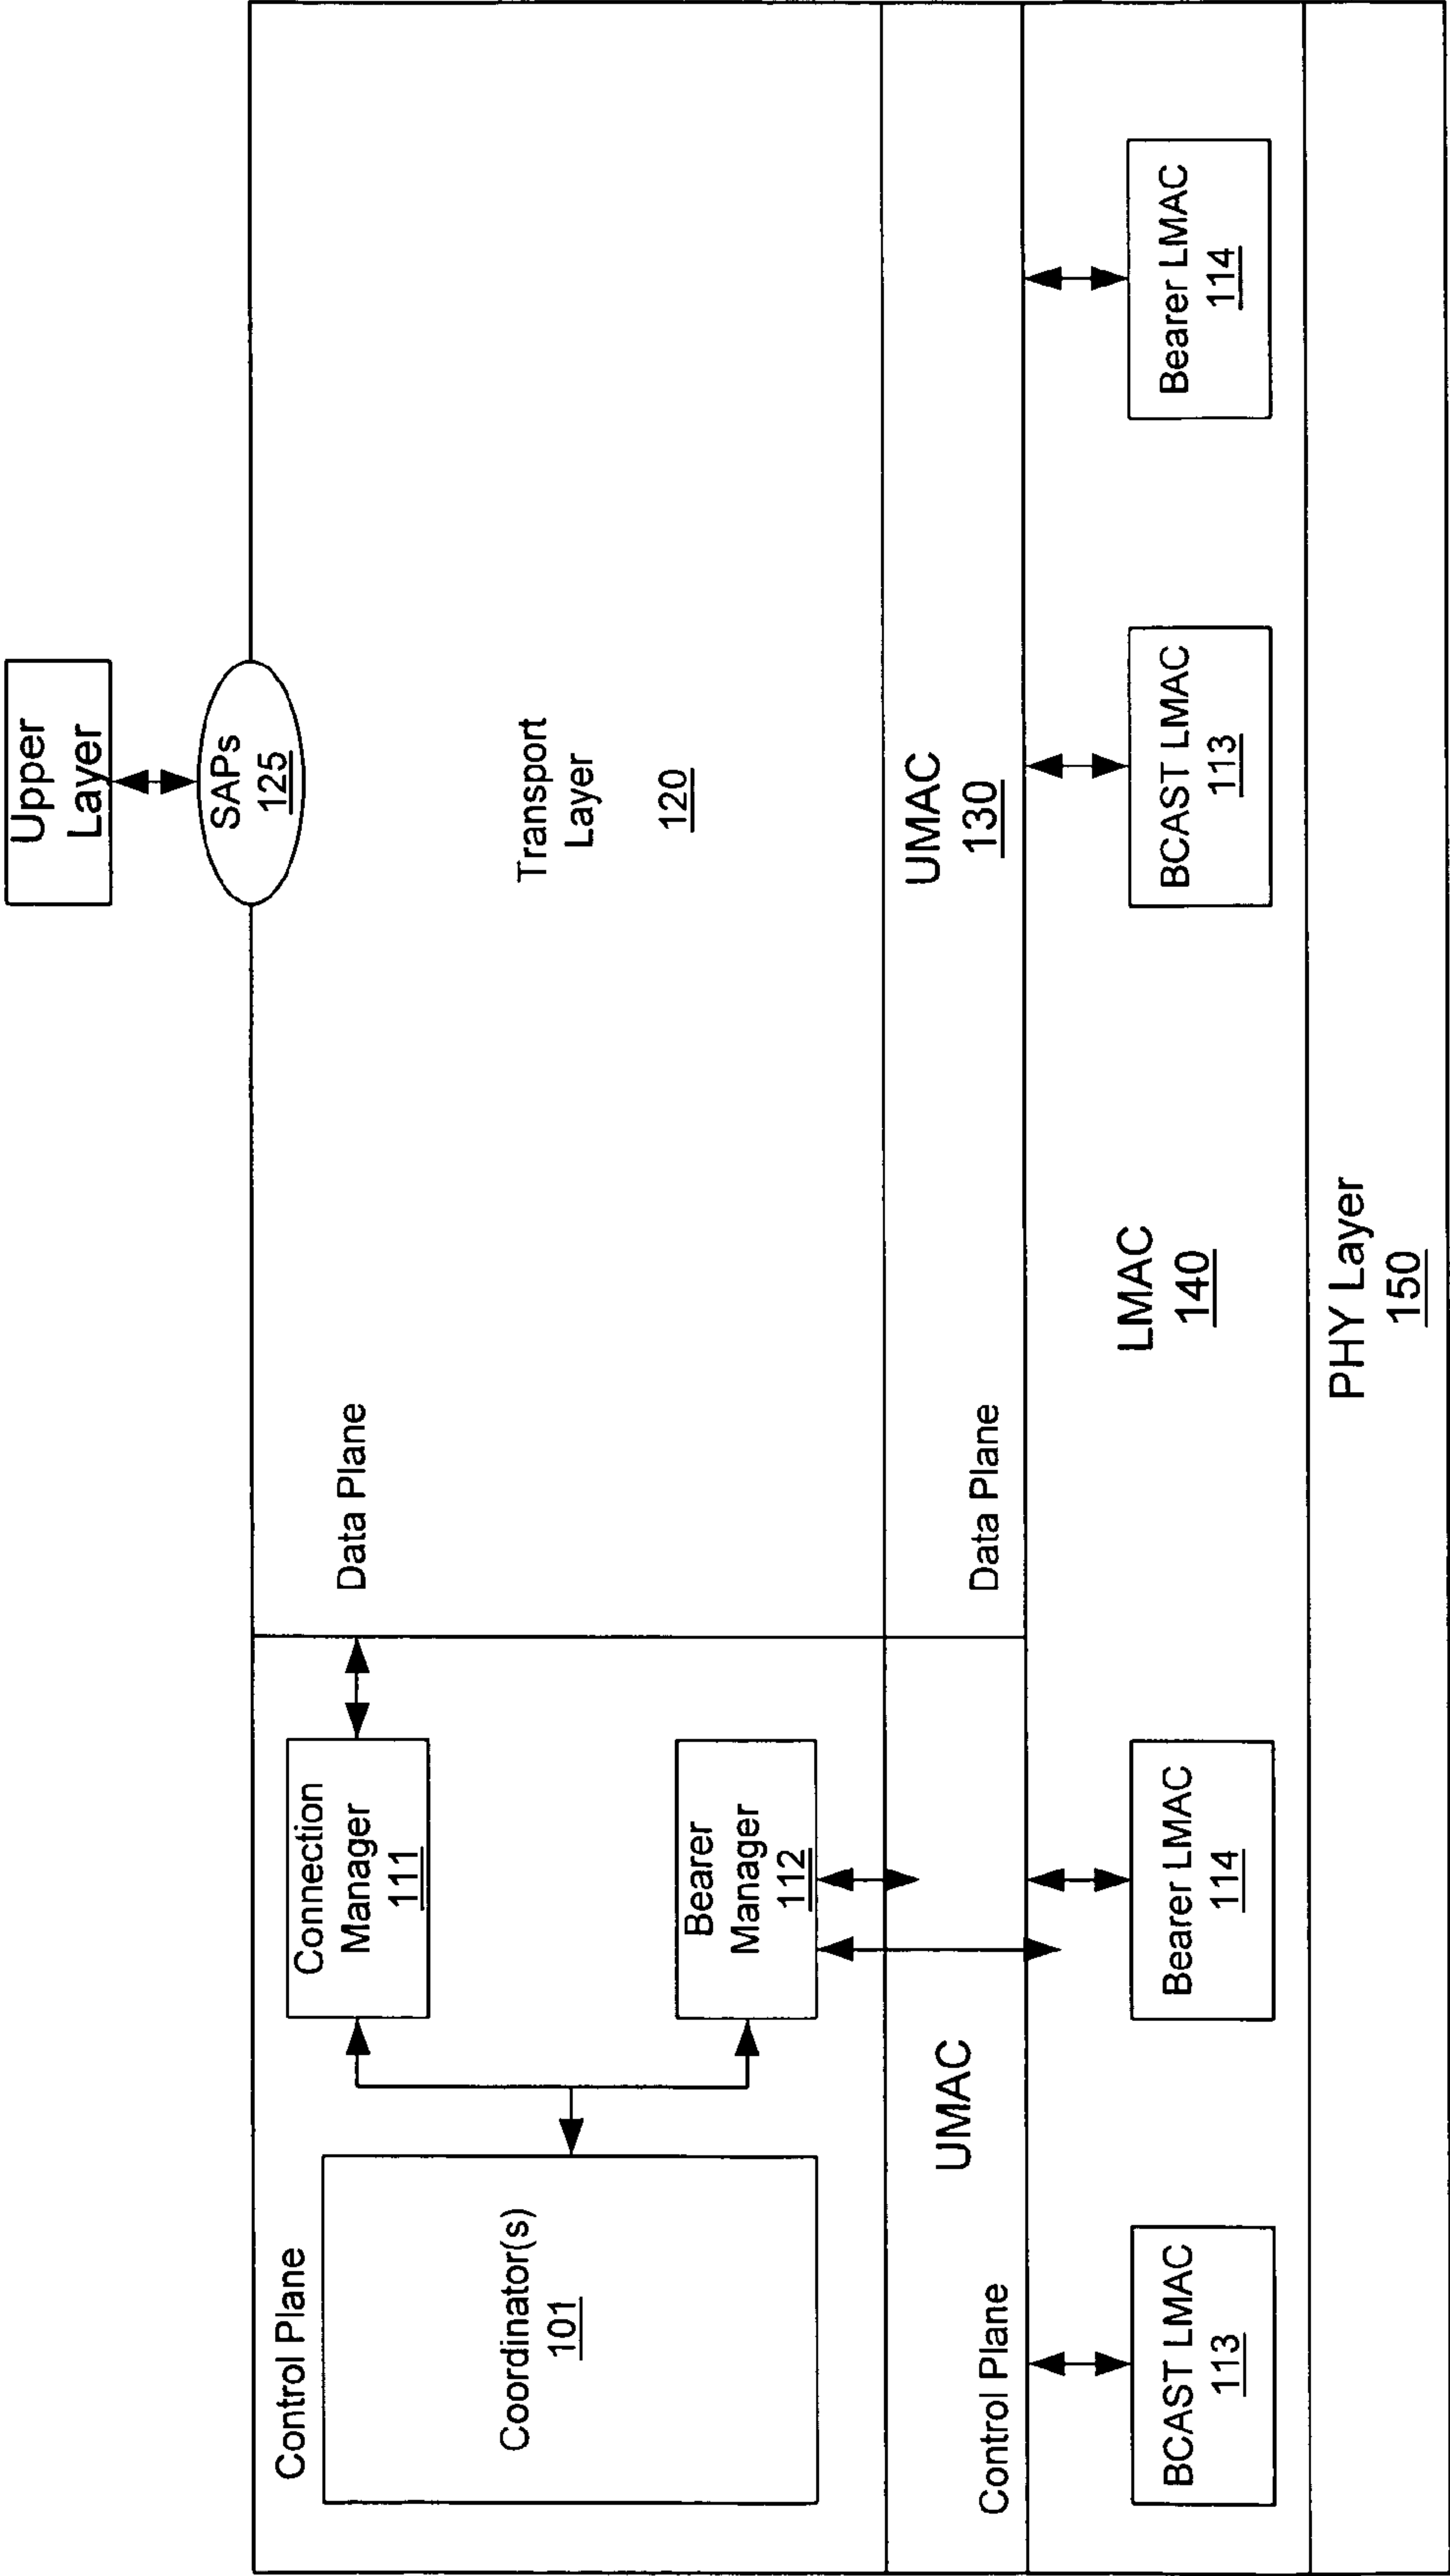 Upper
Layer
SAPs
125
Control Plane
Coordinator(s)
101
Connection
Manager
111
Bearer
Manager
112
Data Plane
Transport
Layer
120
UMAC
Control Plane
UMAC
130
Data Plane
BCAST LMAC
113
Bearer LMAC
114
LMAC
140
BCAST LMAC
113
Bearer LMAC
114
PHY Layer
150